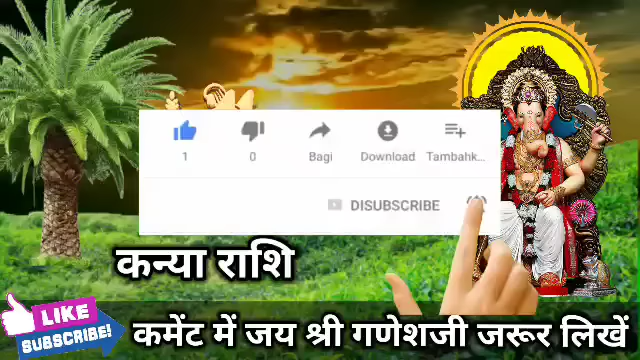 1 0 Bagi Download Tambahk...
DISUBSCRIBE
कन्या राशि
LIKE
SUBSCRIBE!
कमेंट में जय श्री गणेशजी जरूर लिखें